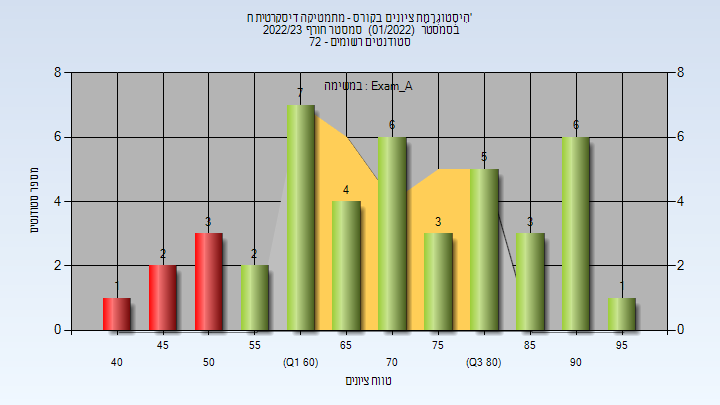 היסטוגרמת ציונים בקורס - מתמטיקה דיסקרטית ח'
בסמסטר (01/2022) סמסטר חורף 2022/23
סטודנטים רשומים - 72
במשימה : Exam_A
8 8
7
6 6 6 6
5
4 4 4
3 3 3
2 2 2 2
1 1
0 0
מספר סטודנטים
45 55 65 75 85 95
40 50 (Q1 60) 70 (Q3 80) 90
טווח ציונים